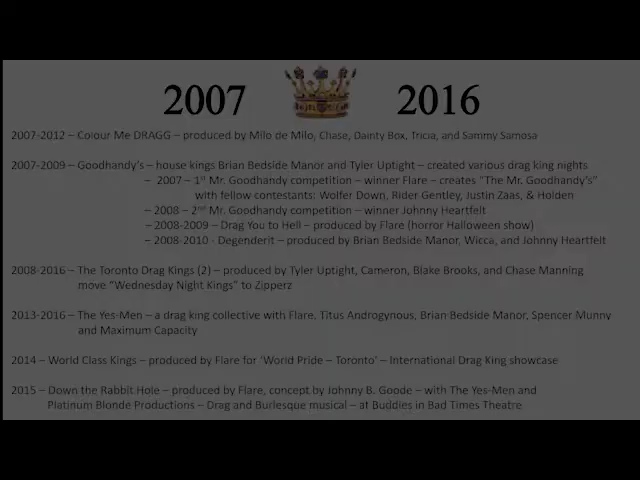 2007 2016
2007-2012 – Colour Me DRAGG – produced by Milo de Milo, Chase, Dainty Box, Tricia, and Sammy Samosa
2007-2009 – Goodhandy's – house kings Brian Bedside Manor and Tyler Uptight – created various drag king nights
– 2007 – 1st Mr. Goodhandy competition – winner Flare – creates "The Mr. Goodhandy's"
with fellow contestants: Wolfer Down, Rider Gentley, Justin Zaas, & Holden
– 2008 – 2nd Mr. Goodhandy competition – winner Johnny Heartfelt
– 2008-2009 – Drag You to Hell – produced by Flare (horror Halloween show)
– 2008-2010 - Degenderit – produced by Brian Bedside Manor, Wicca, and Johnny Heartfelt
2008-2016 – The Toronto Drag Kings (2) – produced by Tyler Uptight, Cameron, Blake Brooks, and Chase Manning
move "Wednesday Night Kings" to Zipperz
2013-2016 – The Yes-Men – a drag king collective with Flare, Titus Androgynous, Brian Bedside Manor, Spencer Munny
and Maximum Capacity
2014 – World Class Kings – produced by Flare for 'World Pride – Toronto' – International Drag King showcase
2015 – Down the Rabbit Hole – produced by Flare, concept by Johnny B. Goode – with The Yes-Men and
Platinum Blonde Productions – Drag and Burlesque musical – at Buddies in Bad Times Theatre